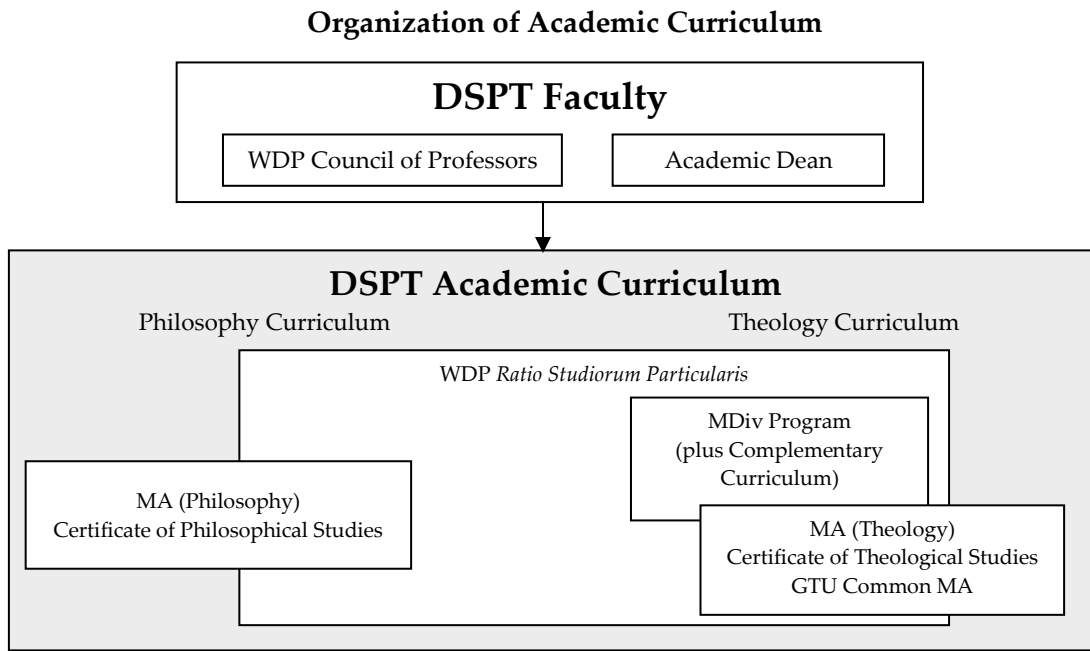 Organization of Academic Curriculum
DSPT Faculty
WDP Council of Professors
Academic Dean
DSPT Academic Curriculum
Philosophy Curriculum
Theology Curriculum
WDP Ratio Studiorum Particularis
MDiv Program
(plus Complementary
Curriculum)
MA (Philosophy)
Certificate of Philosophical Studies
MA (Theology)
Certificate of Theological Studies
GTU Common MA